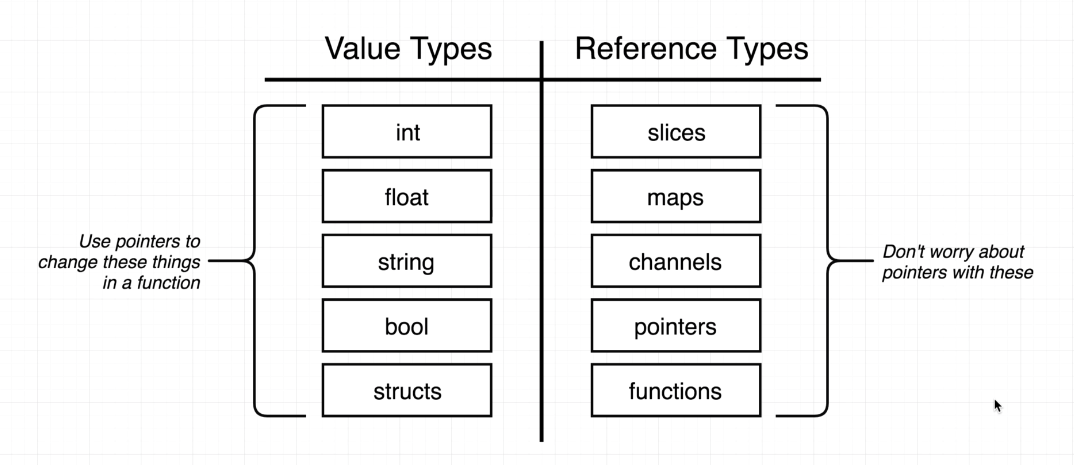 Value Types
Reference Types
int
float
string
bool
structs
slices
maps
channels
pointers
functions
Use pointers to
change these things
in a function
Don't worry about
pointers with these